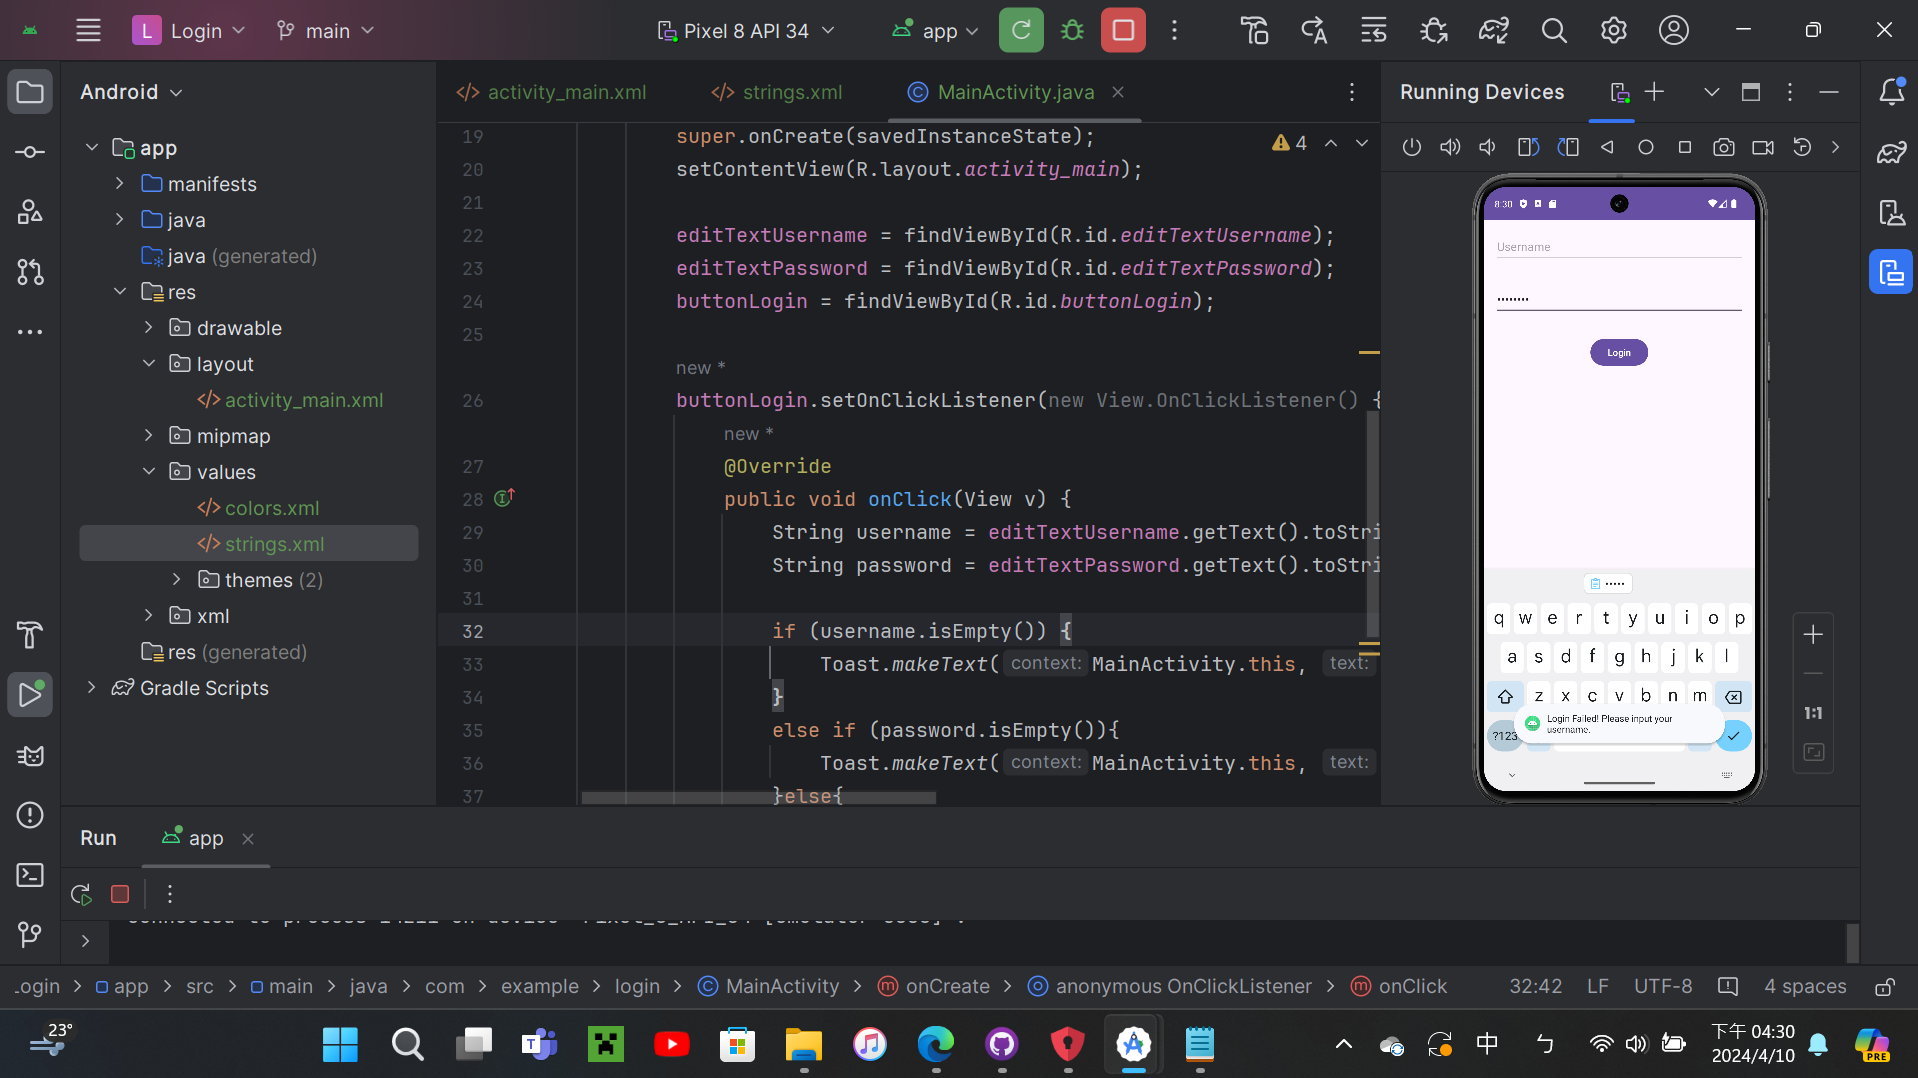 L Login main Pixel 8 API 34 app
Android
activity_main.xml strings.xml MainActivity.java
Running Devices
app
manifests
java
java (generated)
res
drawable
layout
activity_main.xml
mipmap
values
colors.xml
strings.xml
themes (2)
xml
res (generated)
Gradle Scripts
4
19 super.onCreate(savedInstanceState);
20 setContentView(R.layout.activity_main);
21
22 editTextUsername = findViewById(R.id.editTextUsername);
23 editTextPassword = findViewById(R.id.editTextPassword);
24 buttonLogin = findViewById(R.id.buttonLogin);
25
new *
26 buttonLogin.setOnClickListener(new View.OnClickListener() {
new *
27 @Override
28 public void onClick(View v) {
29 String username = editTextUsername.getText().toStri
30 String password = editTextPassword.getText().toStri
31
32 if (username.isEmpty()) {
33 Toast.makeText( context: MainActivity.this, text:
34 }
35 else if (password.isEmpty()){
36 Toast.makeText( context: MainActivity.this, text:
37 }else{
8:30
Username
••••••••
Login
•••••
q w e r t y u i o p
a s d f g h j k l
z x c v b n m
?123
Login Failed! Please input your
username.
1:1
Run app
Login app src main java com example login MainActivity onCreate anonymous OnClickListener onClick 32:42 LF UTF-8 4 spaces
23°
中 ㄣ
下午 04:30
2024/4/10
PRE